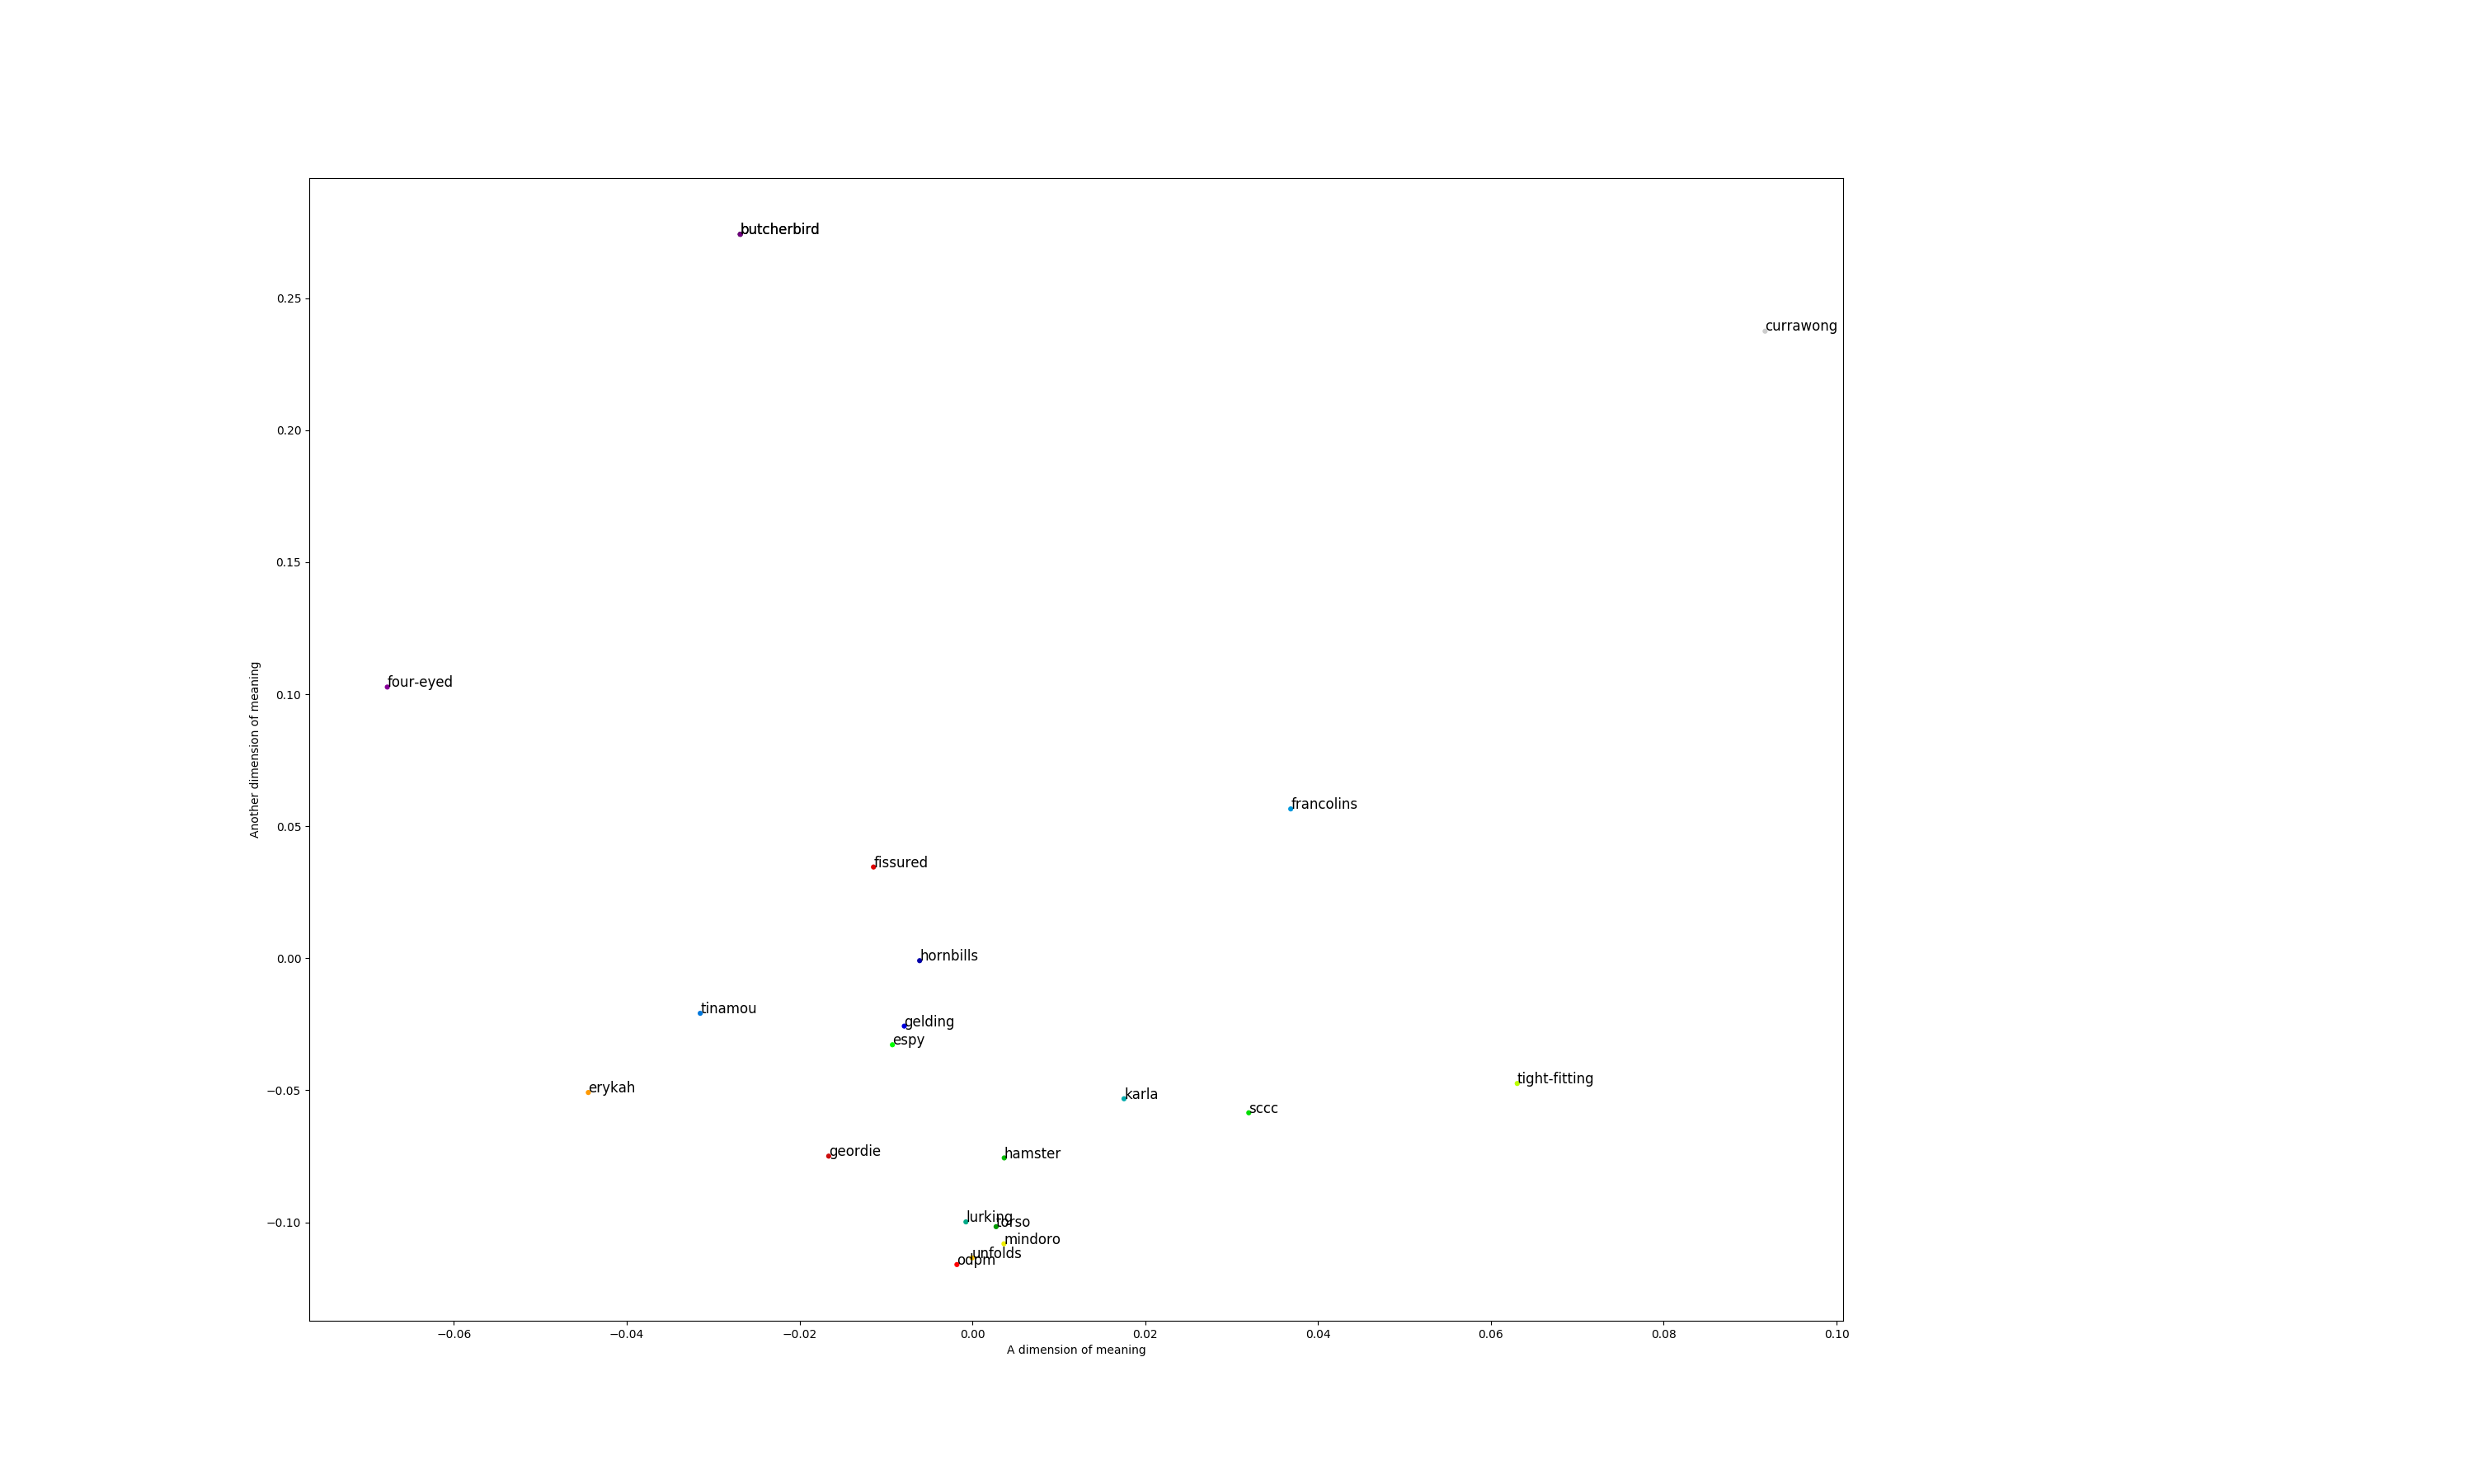 butcherbird
0.25
currawong
0.20
0.15
four-eyed
0.10
francolins
0.05
fissured
hornbills
0.00
tinamou
gelding
espy
tight-fitting
−0.05
erykah
karla
sccc
geordie
hamster
lurking
torso
−0.10
mindoro
unfolds
odpm
Another dimension of meaning
−0.06 −0.04 −0.02 0.00 0.02 0.04 0.06 0.08 0.10
A dimension of meaning